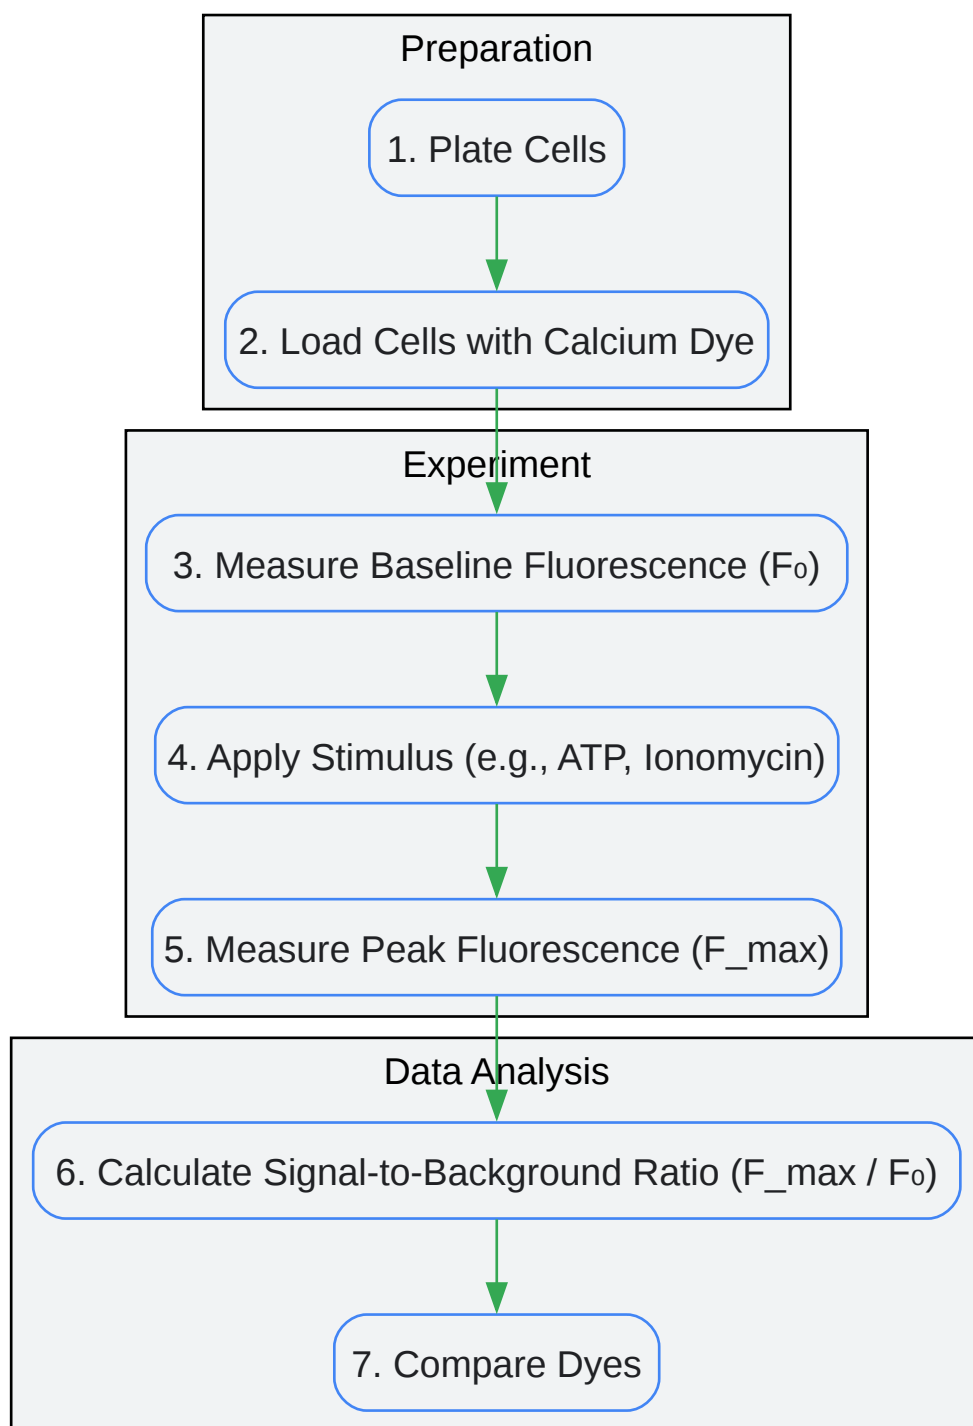 Preparation
1. Plate Cells
2. Load Cells with Calcium Dye
Experiment
3. Measure Baseline Fluorescence (F₀)
4. Apply Stimulus (e.g., ATP, Ionomycin)
5. Measure Peak Fluorescence (F_max)
Data Analysis
6. Calculate Signal-to-Background Ratio (F_max / F₀)
7. Compare Dyes